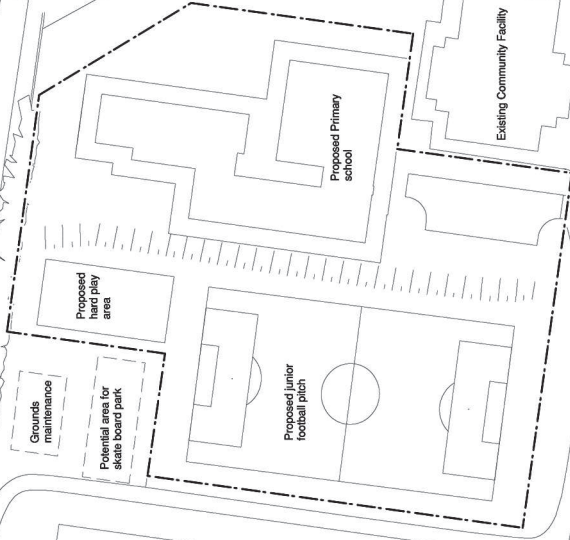 Existing Community Facility
Proposed Primary
school
Proposed
hard play
area
Grounds
maintenance
Potential area for
skate board park
Proposed junior
football pitch